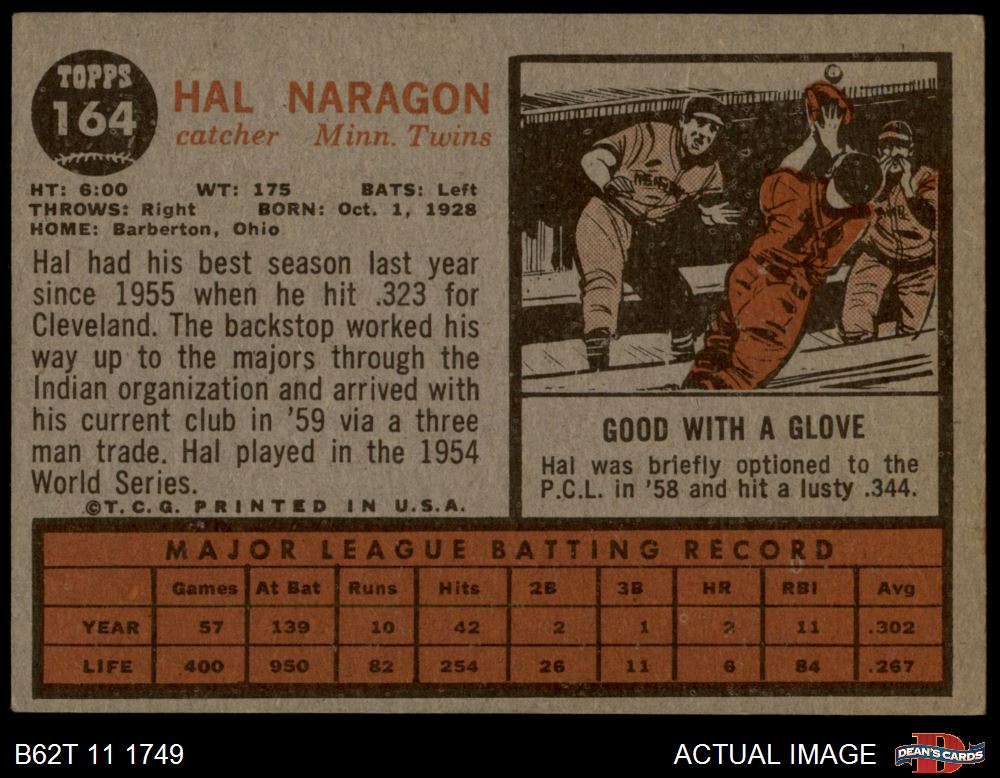 TOPPS
164
HAL NARAGON
catcher Minn. Twins
HT: 6:00 WT: 175 BATS: Left
THROWS: Right BORN: Oct. 1, 1928
HOME: Barberton, Ohio
Hal had his best season last year
since 1955 when he hit .323 for
Cleveland. The backstop worked his
way up to the majors through the
Indian organization and arrived with
his current club in '59 via a three
man trade. Hal played in the 1954
World Series.
©T.C.G. PRINTED IN U.S.A.
GOOD WITH A GLOVE
Hal was briefly optioned to the
P.C.L. in '58 and hit a lusty .344.
MAJOR LEAGUE BATTING RECORD
Games At Bat Runs Hits 2B 3B HR RBI Avg
YEAR 57 139 10 42 2 1 2 11 .302
LIFE 400 950 82 254 26 11 6 84 .267
B62T 11 1749
ACTUAL IMAGE
DEAN'S CARDS